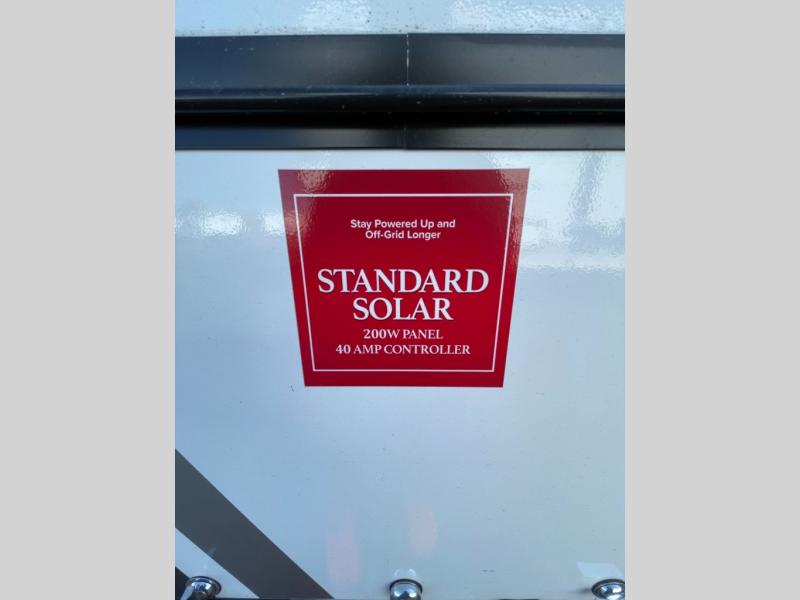 Stay Powered Up and
Off-Grid Longer
STANDARD
SOLAR
200W PANEL
40 AMP CONTROLLER